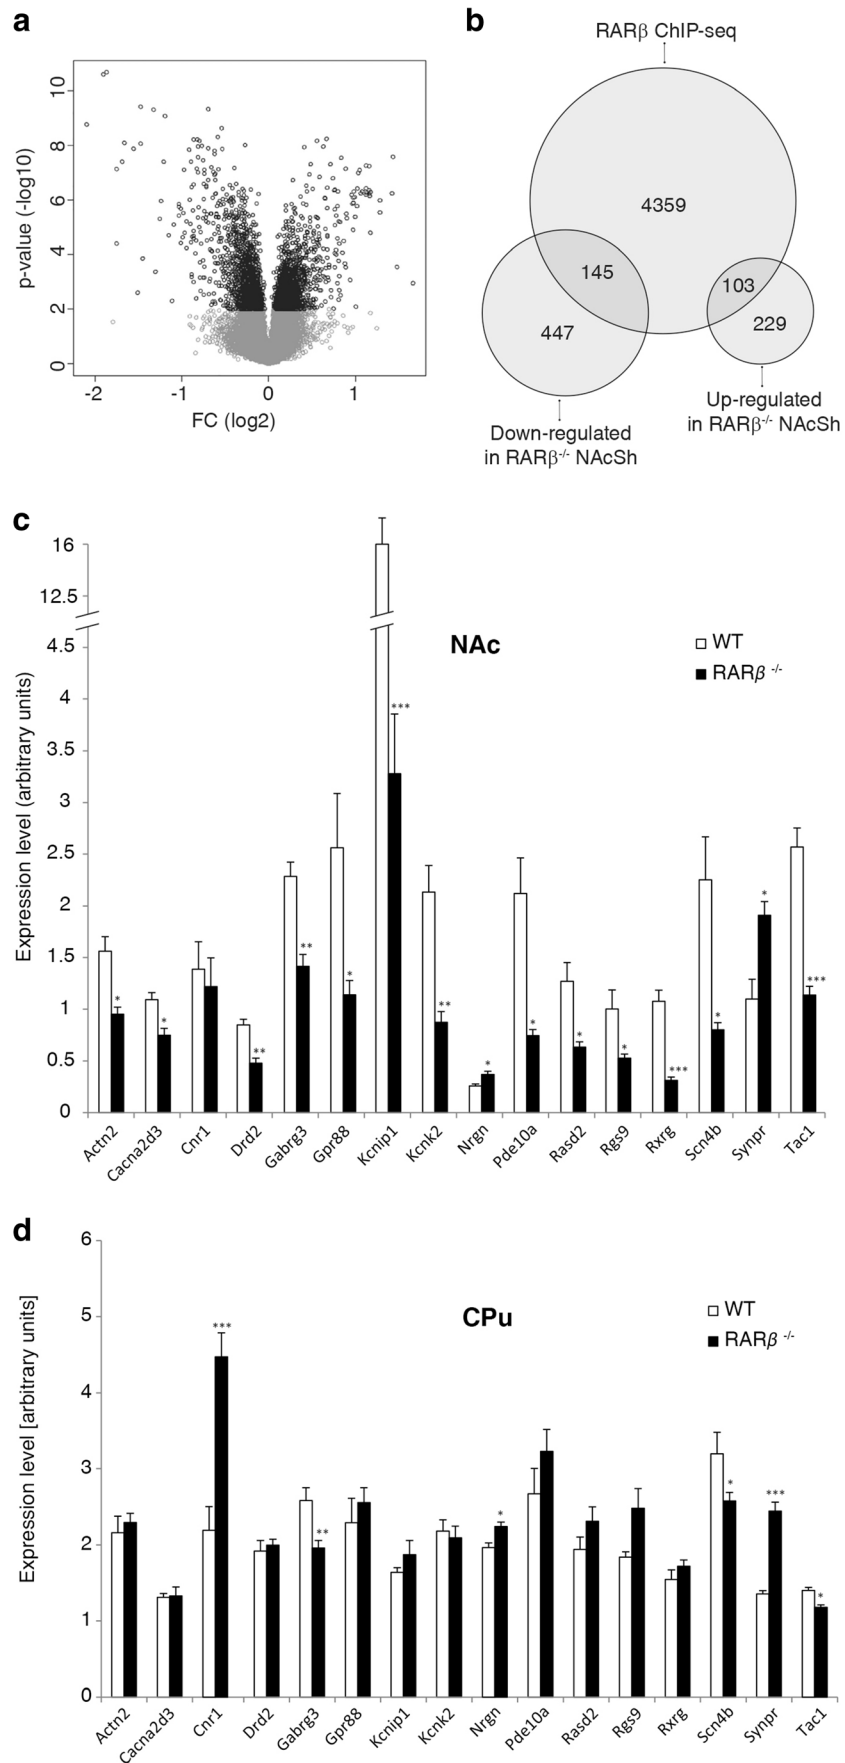 a
10
8
6
4
2
0
p-value (-log10)
-2
-1
0
1
FC (log2)
b
RARβ ChIP-seq
4359
145
103
447
229
Up-regulated
in RARβ-/- NAcSh
Down-regulated
in RARβ-/- NAcSh
c
16
12.5
4.5
4
3.5
3
2.5
2
1.5
1
0.5
0
Expression level (arbitrary units)
NAc
WT
RARβ -/-
*
*
**
**
*
***
**
*
*
*
*
***
*
*
***
Actn2
Cacna2d3
Cnr1
Drd2
Gabrg3
Gpr88
Kcnip1
Kcnk2
Nrgn
Pde10a
Rasd2
Rgs9
Rxrg
Scn4b
Synpr
Tac1
d
6
5
4
3
2
1
0
Expression level [arbitrary units]
CPu
WT
RARβ -/-
***
**
*
*
***
*
Actn2
Cacna2d3
Cnr1
Drd2
Gabrg3
Gpr88
Kcnip1
Kcnk2
Nrgn
Pde10a
Rasd2
Rgs9
Rxrg
Scn4b
Synpr
Tac1